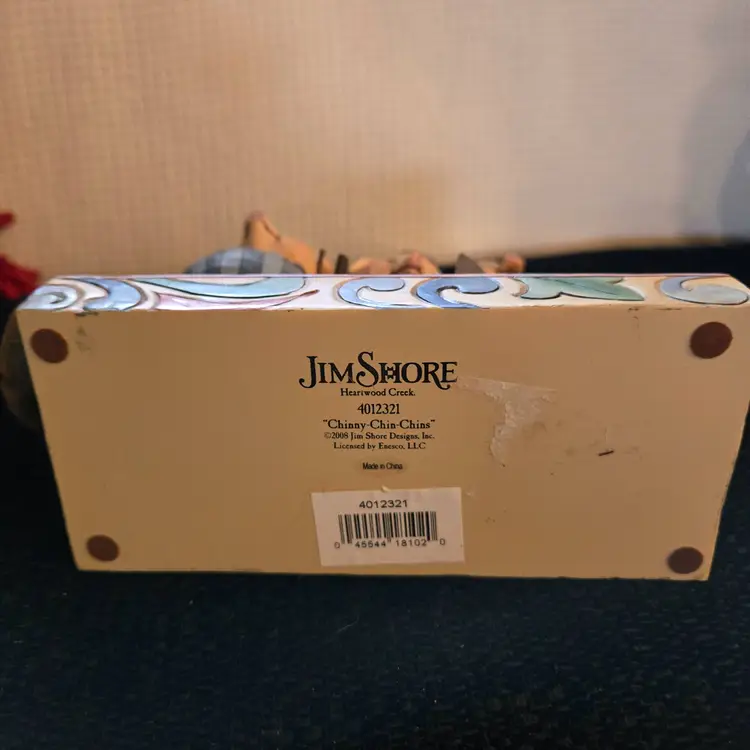 JIM SHORE
Heartwood Creek.
4012321
"Chinny-Chin-Chins"
©2008 Jim Shore Designs, Inc.
Licensed by Enesco, LLC
Made in China
4012321
0 45544 18102 0